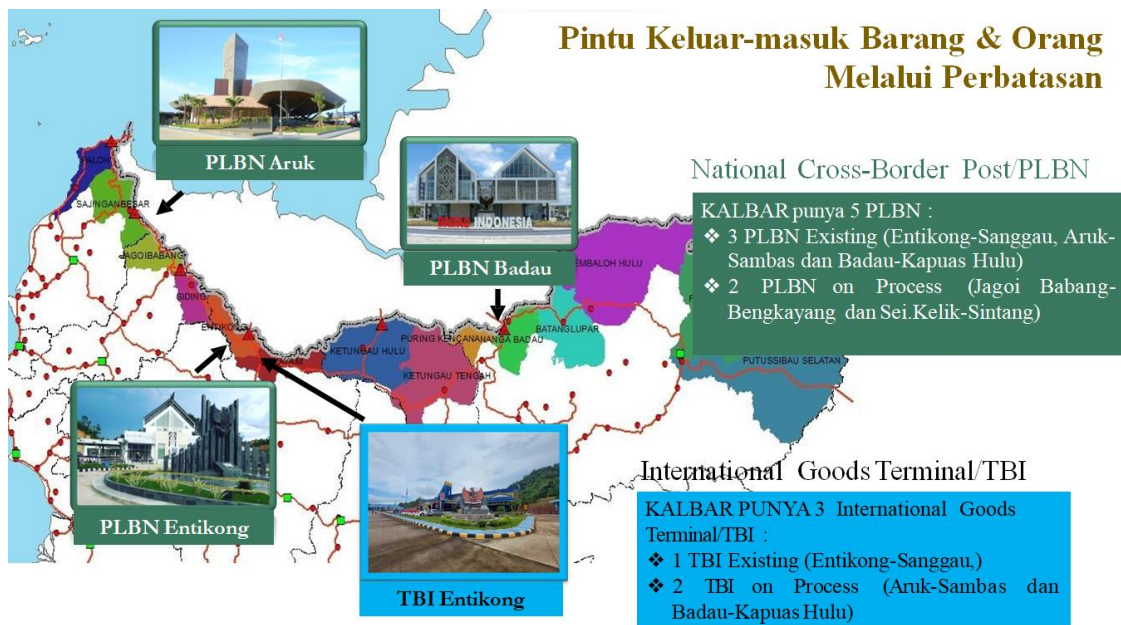 Pintu Keluar-masuk Barang & Orang
Melalui Perbatasan
PLBN Aruk
PLBN Badau
INDONESIA
PLBN Entikong
TBI Entikong
National Cross-Border Post/PLBN
KALBAR punya 5 PLBN :
❖ 3 PLBN Existing (Entikong-Sanggau, Aruk-
Sambas dan Badau-Kapuas Hulu)
❖ 2 PLBN on Process (Jagoi Babang-
Bengkayang dan Sei.Kelik-Sintang)
International Goods Terminal/TBI
KALBAR PUNYA 3 International Goods
Terminal/TBI :
❖ 1 TBI Existing (Entikong-Sanggau,)
❖ 2 TBI on Process (Aruk-Sambas dan
Badau-Kapuas Hulu)
PALOH
SAJINGANBESAR
JAGOIBABANG
SIDING
ENTIKONG
KETUNGAU HULU
KETUNGAU TENGAH
PURING KENCANA
NANGA BADAU
BATANGLUPAR
EMBALOH HULU
PUTUSSIBAU SELATAN